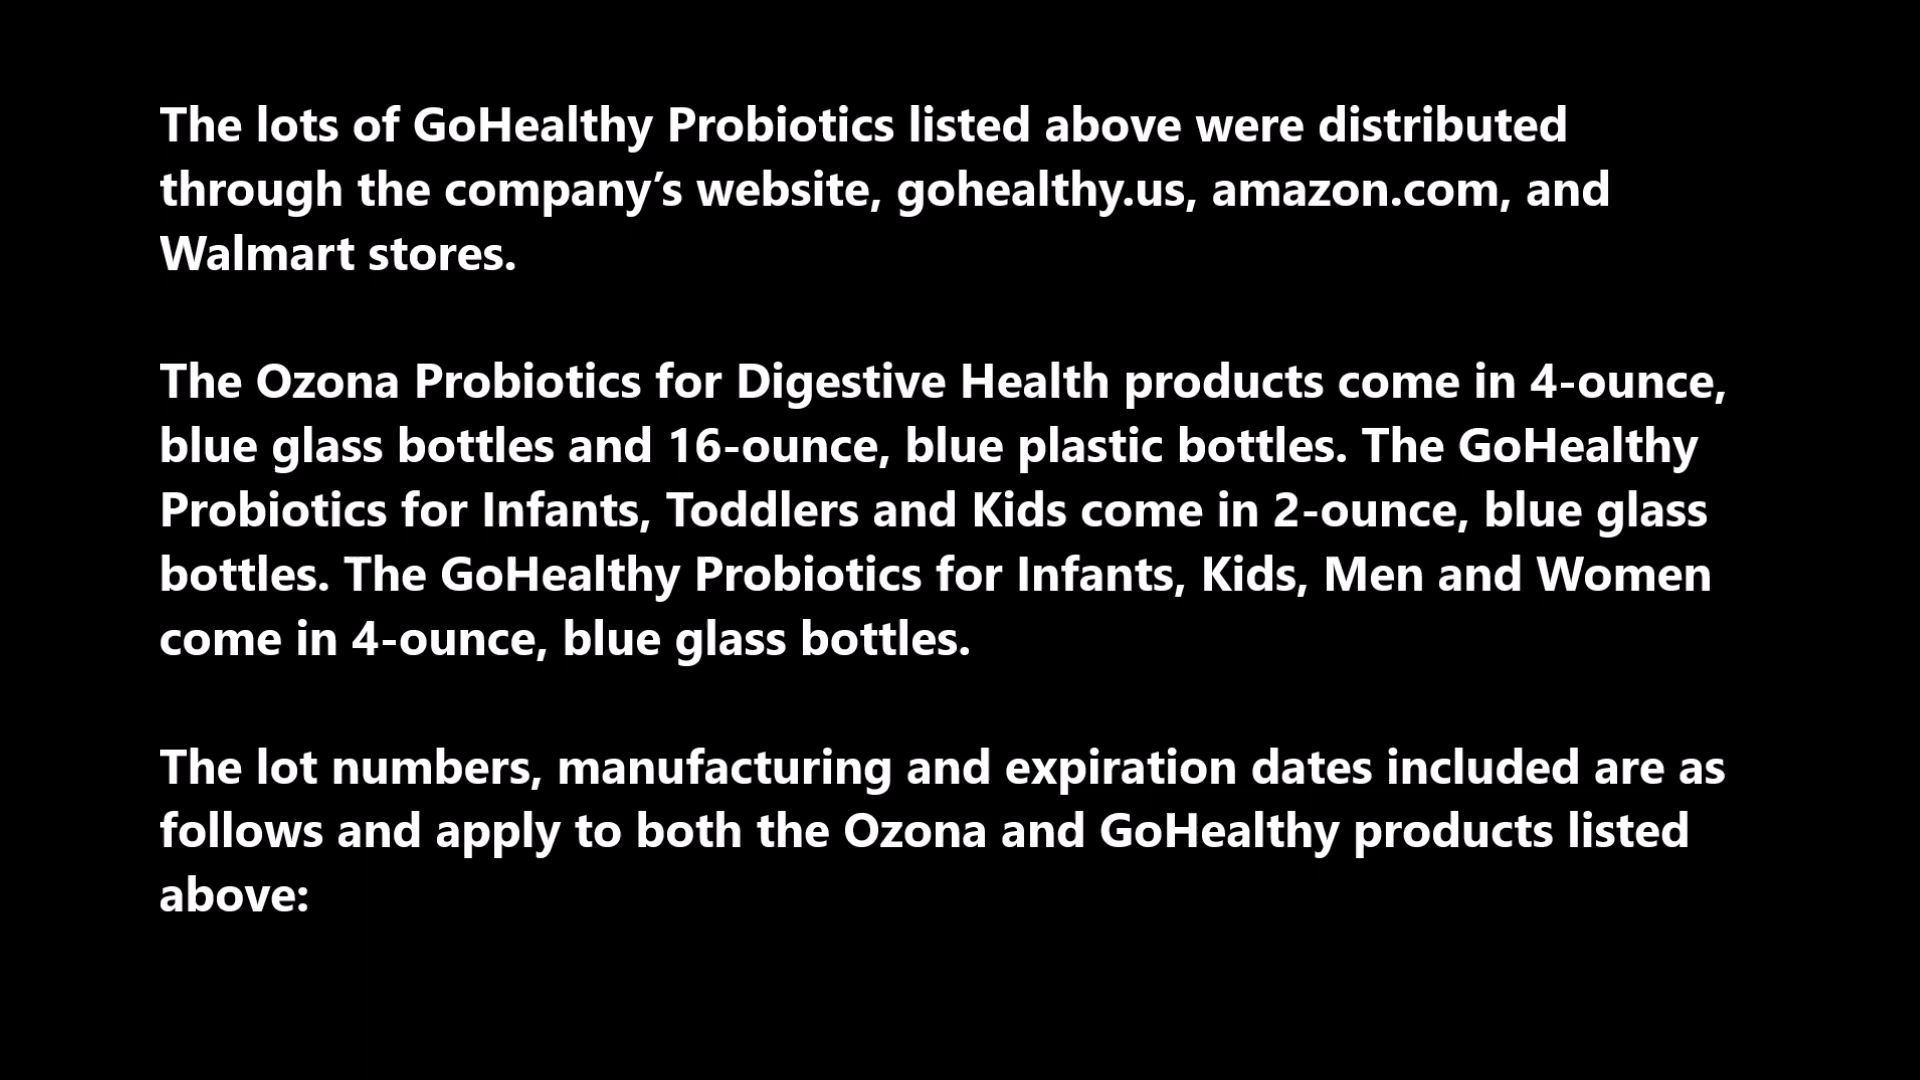 The lots of GoHealthy Probiotics listed above were distributed
through the company’s website, gohealthy.us, amazon.com, and
Walmart stores.
The Ozona Probiotics for Digestive Health products come in 4-ounce,
blue glass bottles and 16-ounce, blue plastic bottles. The GoHealthy
Probiotics for Infants, Toddlers and Kids come in 2-ounce, blue glass
bottles. The GoHealthy Probiotics for Infants, Kids, Men and Women
come in 4-ounce, blue glass bottles.
The lot numbers, manufacturing and expiration dates included are as
follows and apply to both the Ozona and GoHealthy products listed
above: